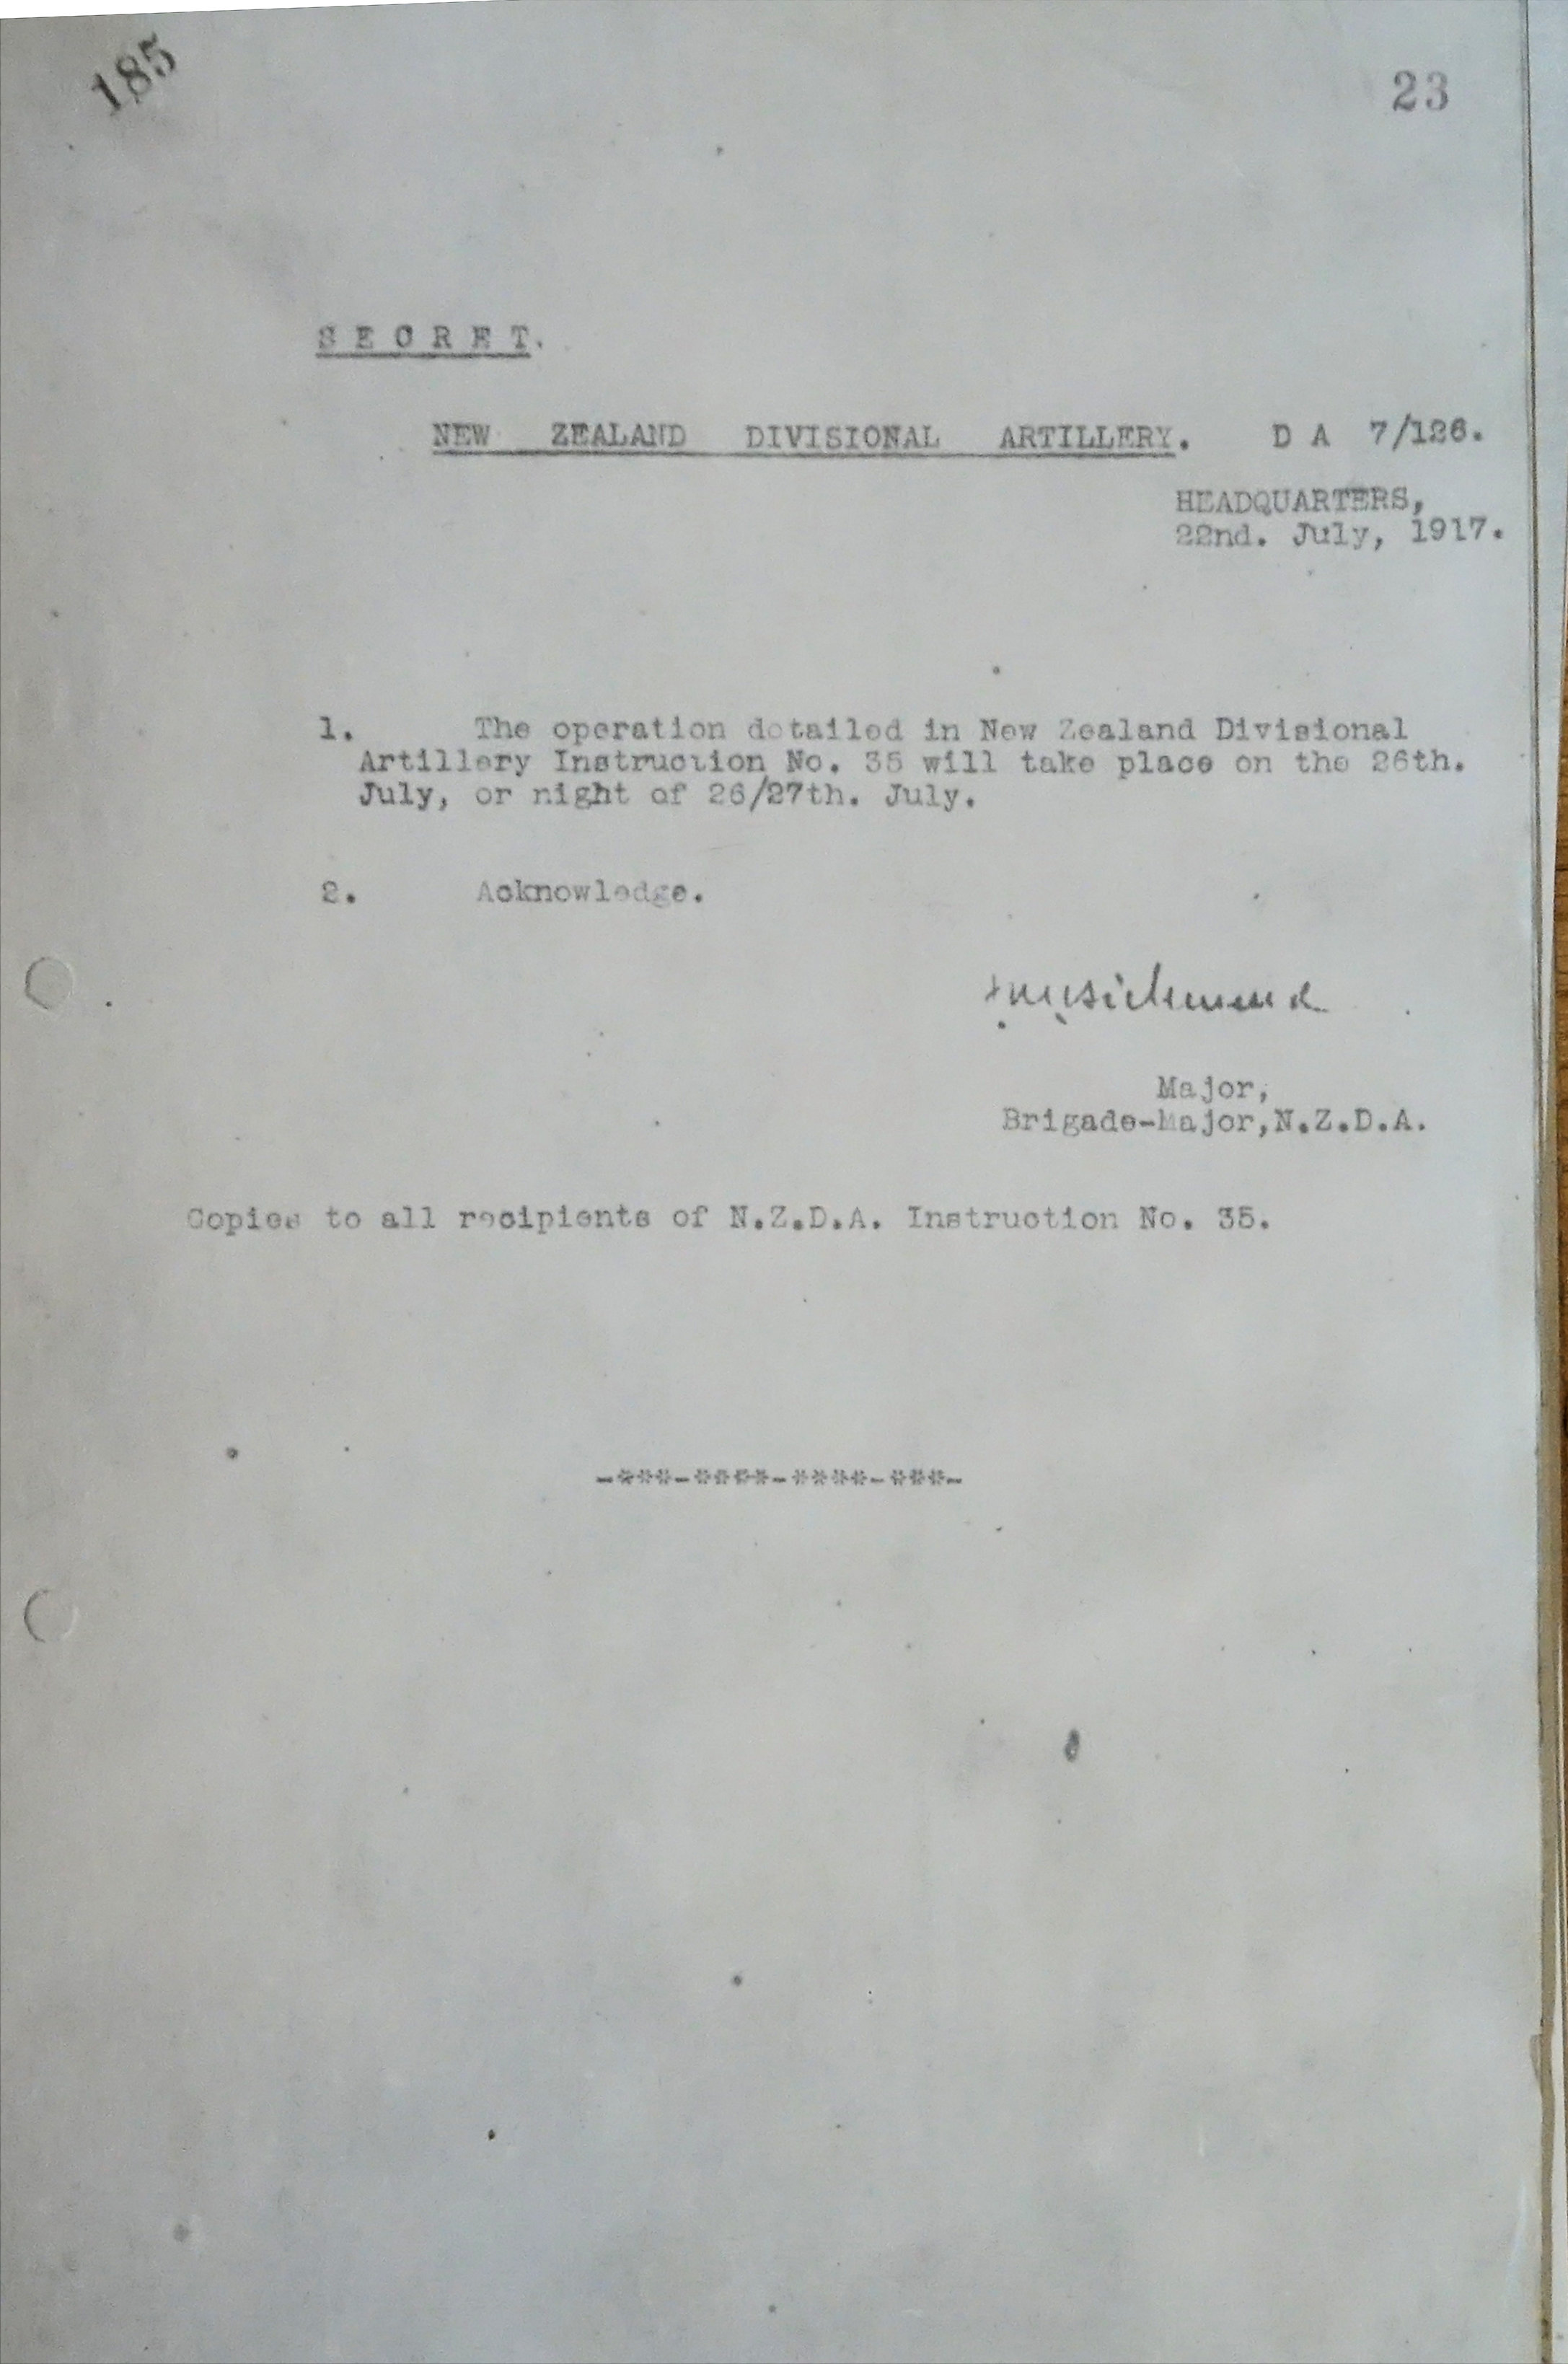 185
23
S E C R E T.
NEW ZEALAND DIVISIONAL ARTILLERY. D A 7/126.
HEADQUARTERS,
22nd. July, 1917.
1. The operation detailed in New Zealand Divisional
Artillery Instruction No. 35 will take place on the 26th.
July, or night of 26/27th. July.
2. Acknowledge.
Major,
Brigade-Major,N.Z.D.A.
Copies to all recipients of N.Z.D.A. Instruction No. 35.
-***-****-****-***-